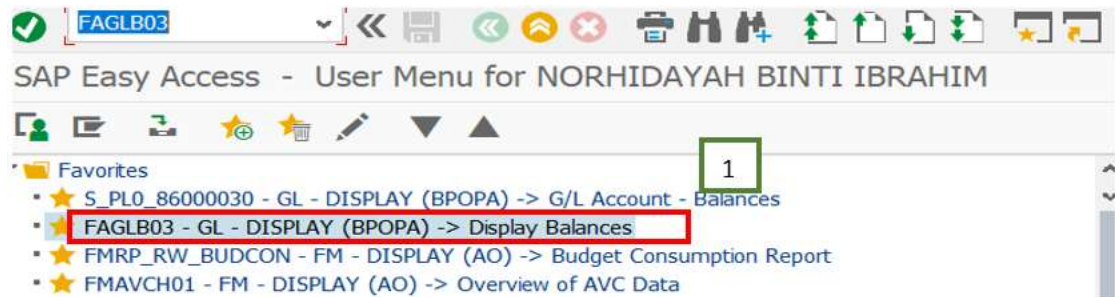 FAGLB03
SAP Easy Access - User Menu for NORHIDAYAH BINTI IBRAHIM
1
Favorites
S_PL0_86000030 - GL - DISPLAY (BPOPA) -> G/L Account - Balances
FAGLB03 - GL - DISPLAY (BPOPA) -> Display Balances
FMRP_RW_BUDCON - FM - DISPLAY (AO) -> Budget Consumption Report
FMAVCH01 - FM - DISPLAY (AO) -> Overview of AVC Data